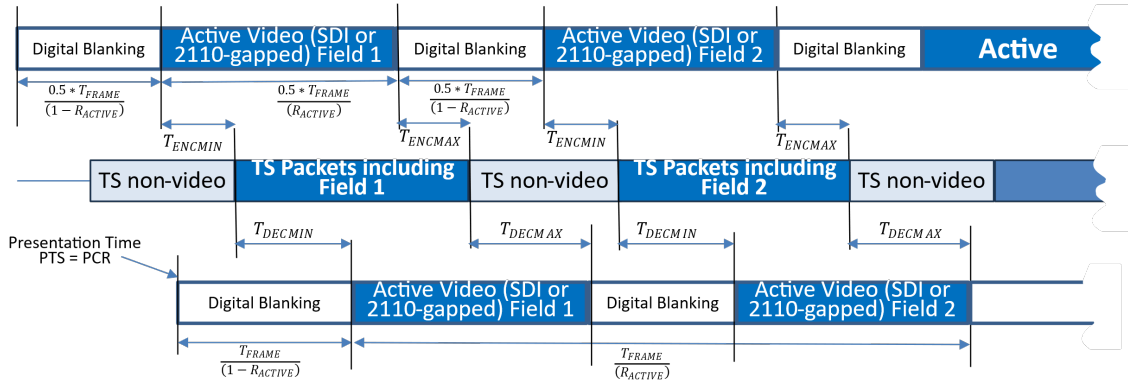 Digital Blanking
Active Video (SDI or
2110-gapped) Field 1
Digital Blanking
Active Video (SDI or
2110-gapped) Field 2
Digital Blanking
Active
0.5 * T_FRAME
(1 − R_ACTIVE)
0.5 * T_FRAME
(R_ACTIVE)
0.5 * T_FRAME
(1 − R_ACTIVE)
T_ENCMIN
T_ENCMAX
T_ENCMIN
T_ENCMAX
TS non-video
TS Packets including
Field 1
TS non-video
TS Packets including
Field 2
TS non-video
T_DECMIN
T_DECMAX
T_DECMIN
T_DECMAX
Presentation Time
PTS = PCR
Digital Blanking
Active Video (SDI or
2110-gapped) Field 1
Digital Blanking
Active Video (SDI or
2110-gapped) Field 2
T_FRAME
(1 − R_ACTIVE)
T_FRAME
(R_ACTIVE)